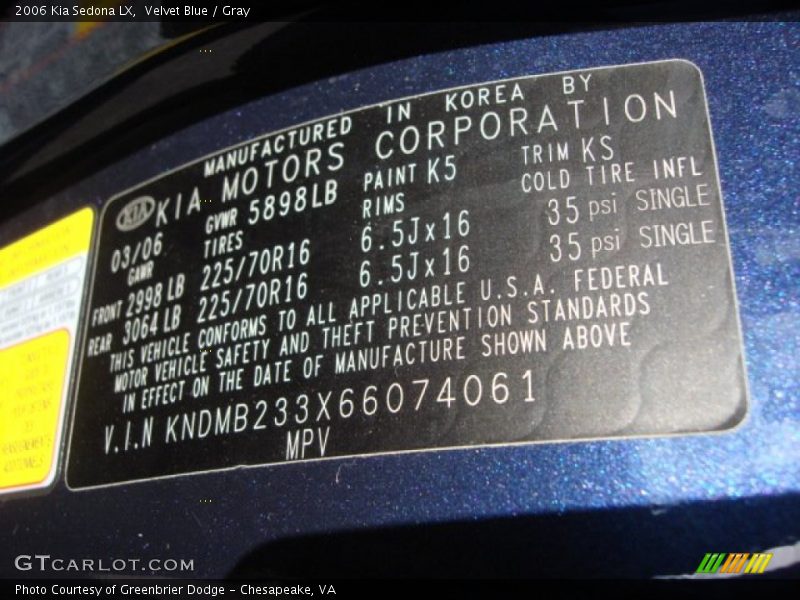 2006 Kia Sedona LX, Velvet Blue / Gray
MANUFACTURED IN KOREA BY
KIA KIA MOTORS CORPORATION
03/06 GVWR 5898LB PAINT K5 TRIM KS
GAWR TIRES RIMS COLD TIRE INFL
FRONT 2998 LB 225/70R16 6.5Jx16 35 psi SINGLE
REAR 3064 LB 225/70R16 6.5Jx16 35 psi SINGLE
THIS VEHICLE CONFORMS TO ALL APPLICABLE U.S.A. FEDERAL
MOTOR VEHICLE SAFETY AND THEFT PREVENTION STANDARDS
IN EFFECT ON THE DATE OF MANUFACTURE SHOWN ABOVE
V.I.N KNDMB233X66074061
MPV
GTCARLOT.COM
Photo Courtesy of Greenbrier Dodge – Chesapeake, VA